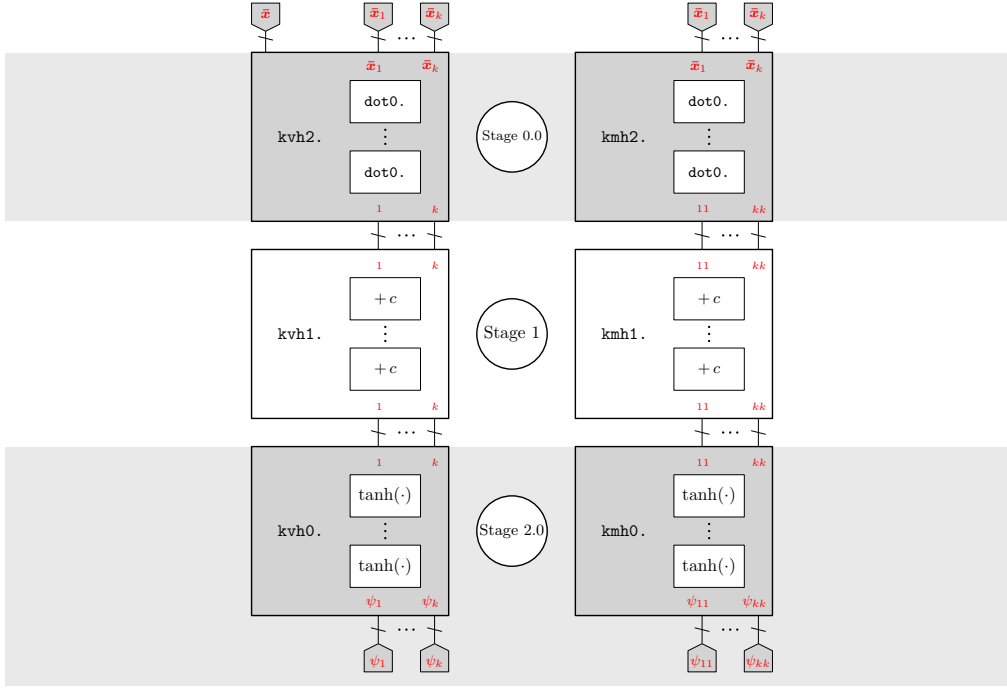 x̃ x̃₁ ⋯ x̃ₖ x̃₁ ⋯ x̃ₖ
x̃₁ x̃ₖ x̃₁ x̃ₖ
dot0. dot0.
kvh2. ⋮ Stage 0.0 kmh2. ⋮
dot0. dot0.
1 k 11 kk
⋯ ⋯
1 k 11 kk
+ c + c
kvh1. ⋮ Stage 1 kmh1. ⋮
+ c + c
1 k 11 kk
⋯ ⋯
1 k 11 kk
tanh(·) tanh(·)
kvh0. ⋮ Stage 2.0 kmh0. ⋮
tanh(·) tanh(·)
ψ₁ ψₖ ψ₁₁ ψₖₖ
⋯ ⋯
ψ₁ ψₖ ψ₁₁ ψₖₖ